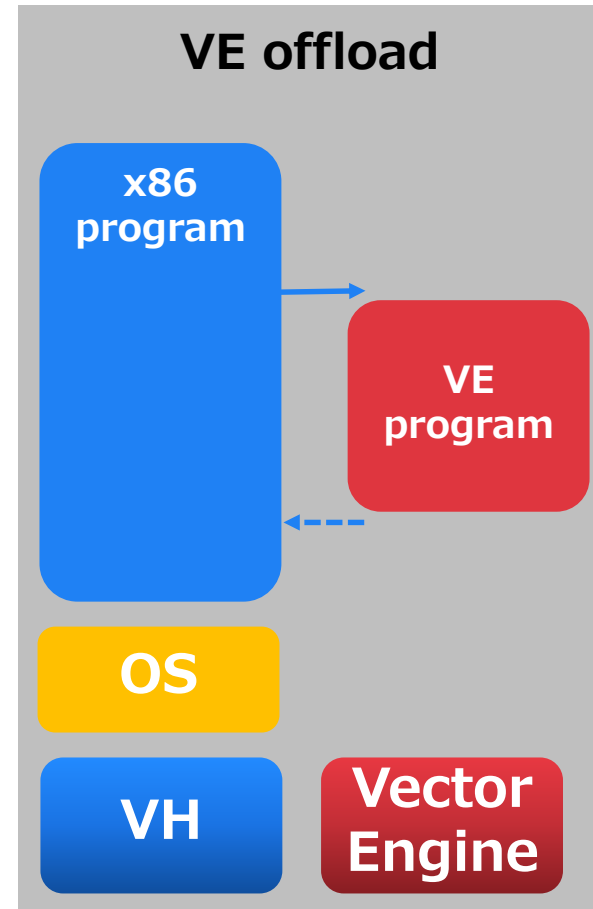 VE offload
x86
program
VE
program
OS
VH
Vector
Engine